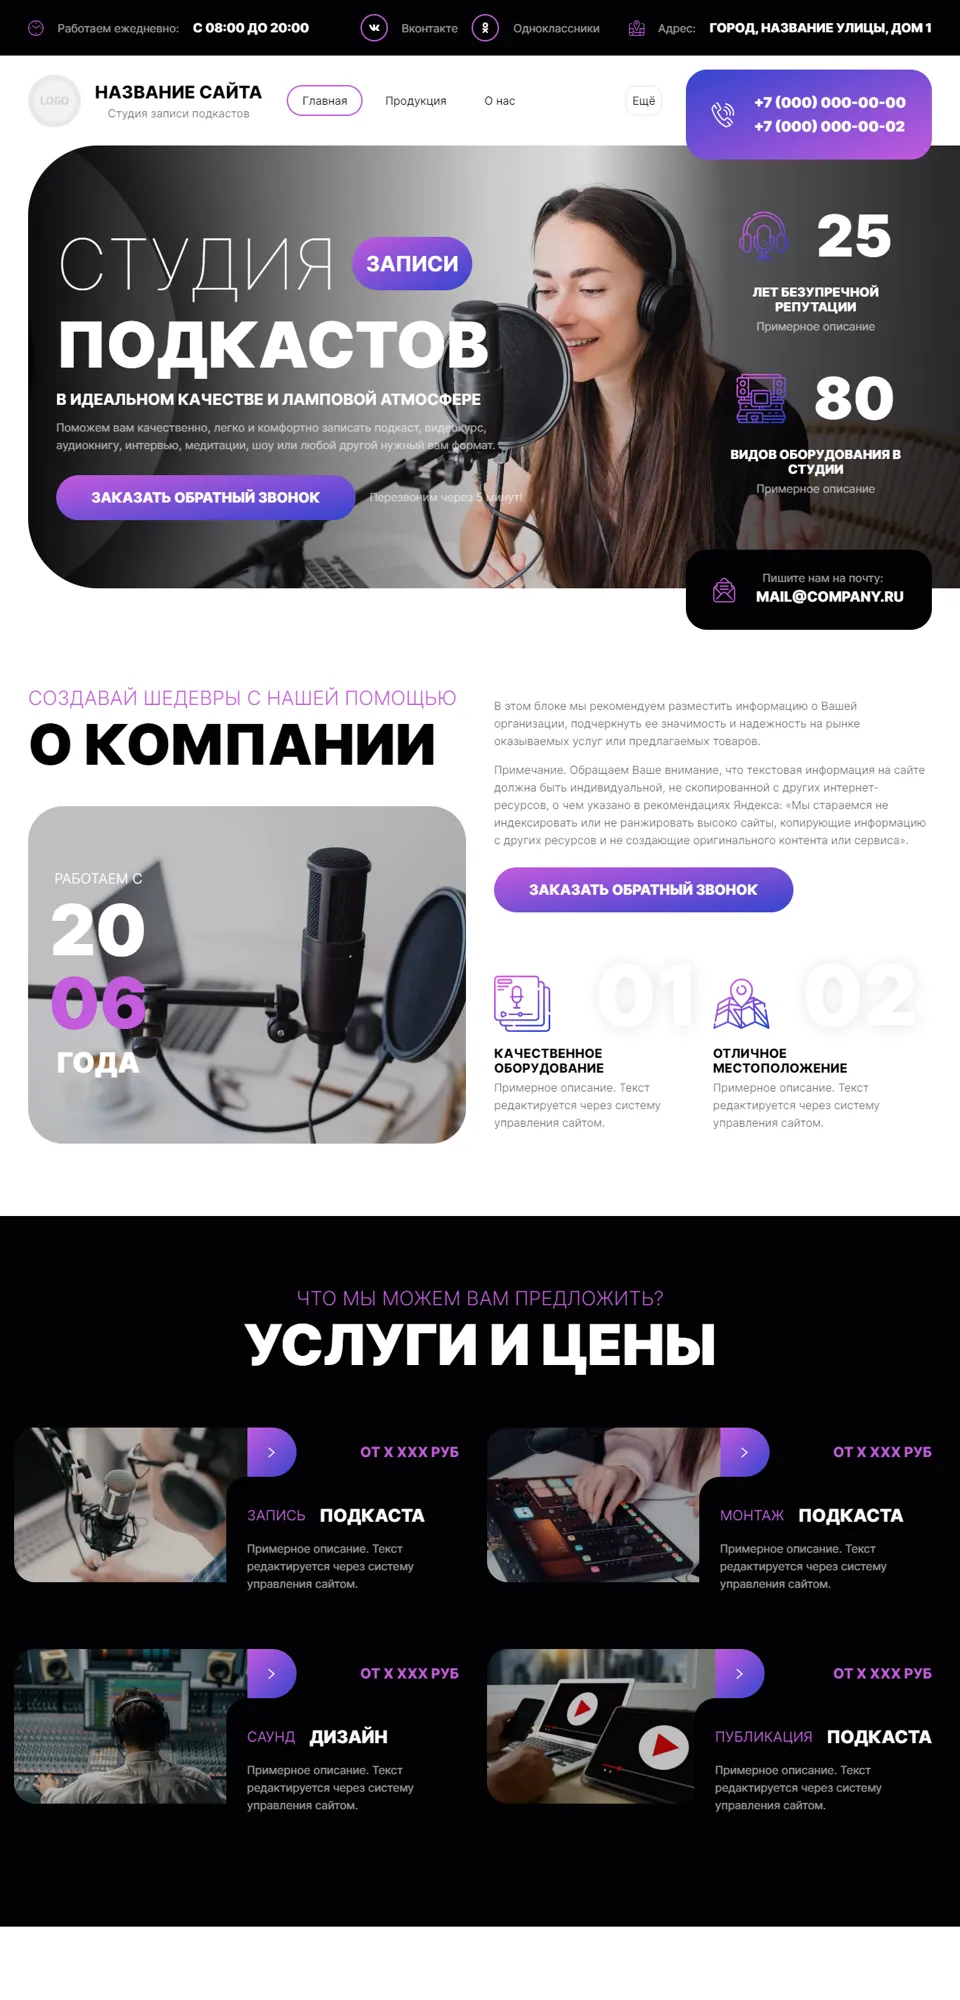 Работаем ежедневно: С 08:00 ДО 20:00 Вконтакте Одноклассники Адрес: ГОРОД, НАЗВАНИЕ УЛИЦЫ, ДОМ 1
LOGO
НАЗВАНИЕ САЙТА
Студия записи подкастов
Главная Продукция О нас Ещё
+7 (000) 000-00-00
+7 (000) 000-00-02
СТУДИЯ ЗАПИСИ
ПОДКАСТОВ
В ИДЕАЛЬНОМ КАЧЕСТВЕ И ЛАМПОВОЙ АТМОСФЕРЕ
Поможем вам качественно, легко и комфортно записать подкаст, видеокурс,
аудиокнигу, интервью, медитации, шоу или любой другой нужный вам формат.
ЗАКАЗАТЬ ОБРАТНЫЙ ЗВОНОК
Перезвоним через 5 минут!
25
ЛЕТ БЕЗУПРЕЧНОЙ
РЕПУТАЦИИ
Примерное описание
80
ВИДОВ ОБОРУДОВАНИЯ В
СТУДИИ
Примерное описание
Пишите нам на почту:
MAIL@COMPANY.RU
СОЗДАВАЙ ШЕДЕВРЫ С НАШЕЙ ПОМОЩЬЮ
О КОМПАНИИ
РАБОТАЕМ С
20
06
ГОДА
В этом блоке мы рекомендуем разместить информацию о Вашей
организации, подчеркнуть ее значимость и надежность на рынке
оказываемых услуг или предлагаемых товаров.
Примечание. Обращаем Ваше внимание, что текстовая информация на сайте
должна быть индивидуальной, не скопированной с других интернет-
ресурсов, о чем указано в рекомендациях Яндекса: «Мы стараемся не
индексировать или не ранжировать высоко сайты, копирующие информацию
с других ресурсов и не создающие оригинального контента или сервиса».
ЗАКАЗАТЬ ОБРАТНЫЙ ЗВОНОК
01
КАЧЕСТВЕННОЕ
ОБОРУДОВАНИЕ
Примерное описание. Текст
редактируется через систему
управления сайтом.
02
ОТЛИЧНОЕ
МЕСТОПОЛОЖЕНИЕ
Примерное описание. Текст
редактируется через систему
управления сайтом.
ЧТО МЫ МОЖЕМ ВАМ ПРЕДЛОЖИТЬ?
УСЛУГИ И ЦЕНЫ
ОТ Х ХХХ РУБ
ЗАПИСЬ ПОДКАСТА
Примерное описание. Текст
редактируется через систему
управления сайтом.
ОТ Х ХХХ РУБ
МОНТАЖ ПОДКАСТА
Примерное описание. Текст
редактируется через систему
управления сайтом.
ОТ Х ХХХ РУБ
САУНД ДИЗАЙН
Примерное описание. Текст
редактируется через систему
управления сайтом.
ОТ Х ХХХ РУБ
ПУБЛИКАЦИЯ ПОДКАСТА
Примерное описание. Текст
редактируется через систему
управления сайтом.